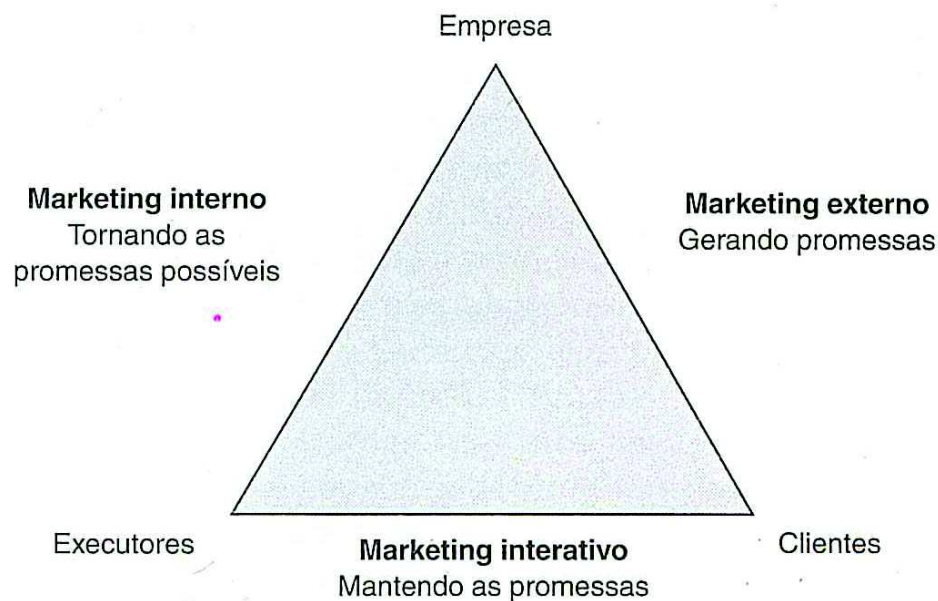 Empresa
Marketing interno
Tornando as
promessas possíveis
Marketing externo
Gerando promessas
Executores
Marketing interativo
Mantendo as promessas
Clientes